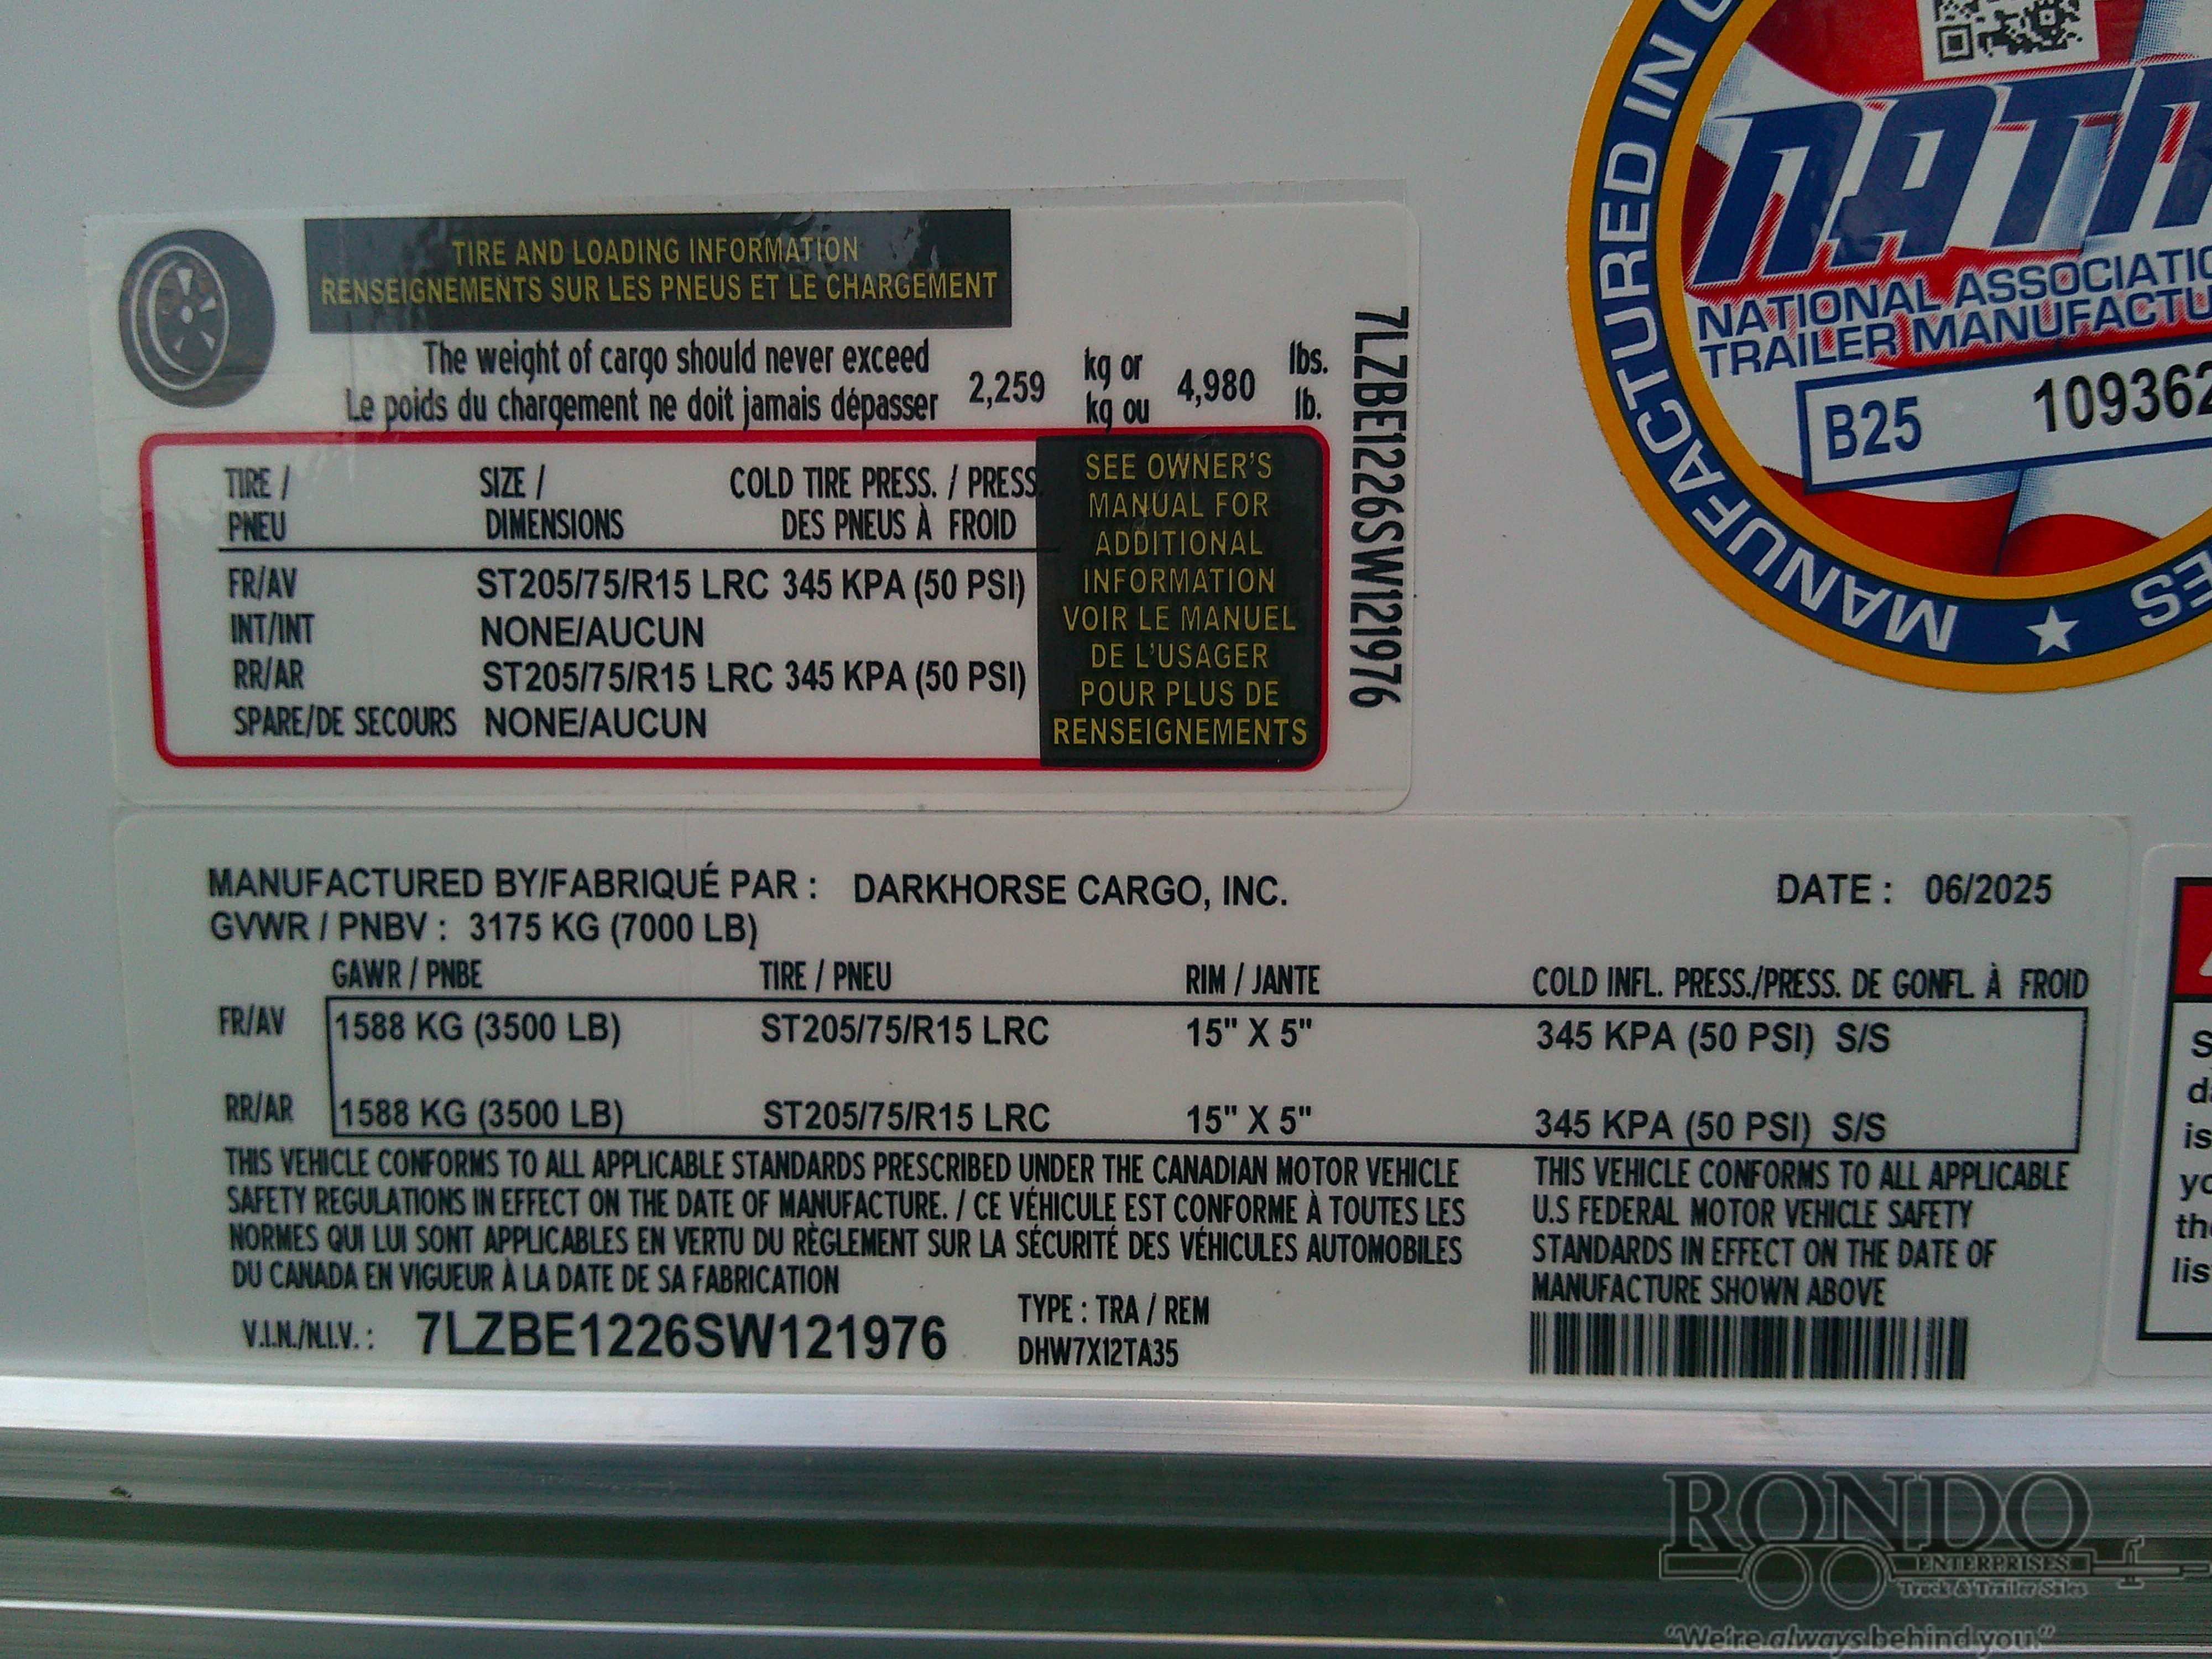 TIRE AND LOADING INFORMATION
RENSEIGNEMENTS SUR LES PNEUS ET LE CHARGEMENT
The weight of cargo should never exceed
Le poids du chargement ne doit jamais dépasser
2,259 kg or 4,980 lbs.
kg ou lb.
TIRE / SIZE / COLD TIRE PRESS. / PRESS.
PNEU DIMENSIONS DES PNEUS À FROID
FR/AV ST205/75/R15 LRC 345 KPA (50 PSI)
INT/INT NONE/AUCUN
RR/AR ST205/75/R15 LRC 345 KPA (50 PSI)
SPARE/DE SECOURS NONE/AUCUN
SEE OWNER'S
MANUAL FOR
ADDITIONAL
INFORMATION
VOIR LE MANUEL
DE L'USAGER
POUR PLUS DE
RENSEIGNEMENTS
7LZBE1226SW121976
MANUFACTURED IN
NATIONAL
TRAILER
B25
MANUFACTURED BY/FABRIQUÉ PAR : DARKHORSE CARGO, INC. DATE : 06/2025
GVWR / PNBV : 3175 KG (7000 LB)
GAWR / PNBE TIRE / PNEU RIM / JANTE COLD INFL. PRESS./PRESS. DE GONFL. À FROID
FR/AV 1588 KG (3500 LB) ST205/75/R15 LRC 15" X 5" 345 KPA (50 PSI) S/S
RR/AR 1588 KG (3500 LB) ST205/75/R15 LRC 15" X 5" 345 KPA (50 PSI) S/S
THIS VEHICLE CONFORMS TO ALL APPLICABLE STANDARDS PRESCRIBED UNDER THE CANADIAN MOTOR VEHICLE
SAFETY REGULATIONS IN EFFECT ON THE DATE OF MANUFACTURE. / CE VÉHICULE EST CONFORME À TOUTES LES
NORMES QUI LUI SONT APPLICABLES EN VERTU DU RÈGLEMENT SUR LA SÉCURITÉ DES VÉHICULES AUTOMOBILES
DU CANADA EN VIGUEUR À LA DATE DE SA FABRICATION
THIS VEHICLE CONFORMS TO ALL APPLICABLE
U.S FEDERAL MOTOR VEHICLE SAFETY
STANDARDS IN EFFECT ON THE DATE OF
MANUFACTURE SHOWN ABOVE
V.I.N./N.I.V. : 7LZBE1226SW121976
TYPE : TRA / REM
DHW7X12TA35
RONDO
ENTERPRISES
Truck & Trailer Sales
"We're always behind you."